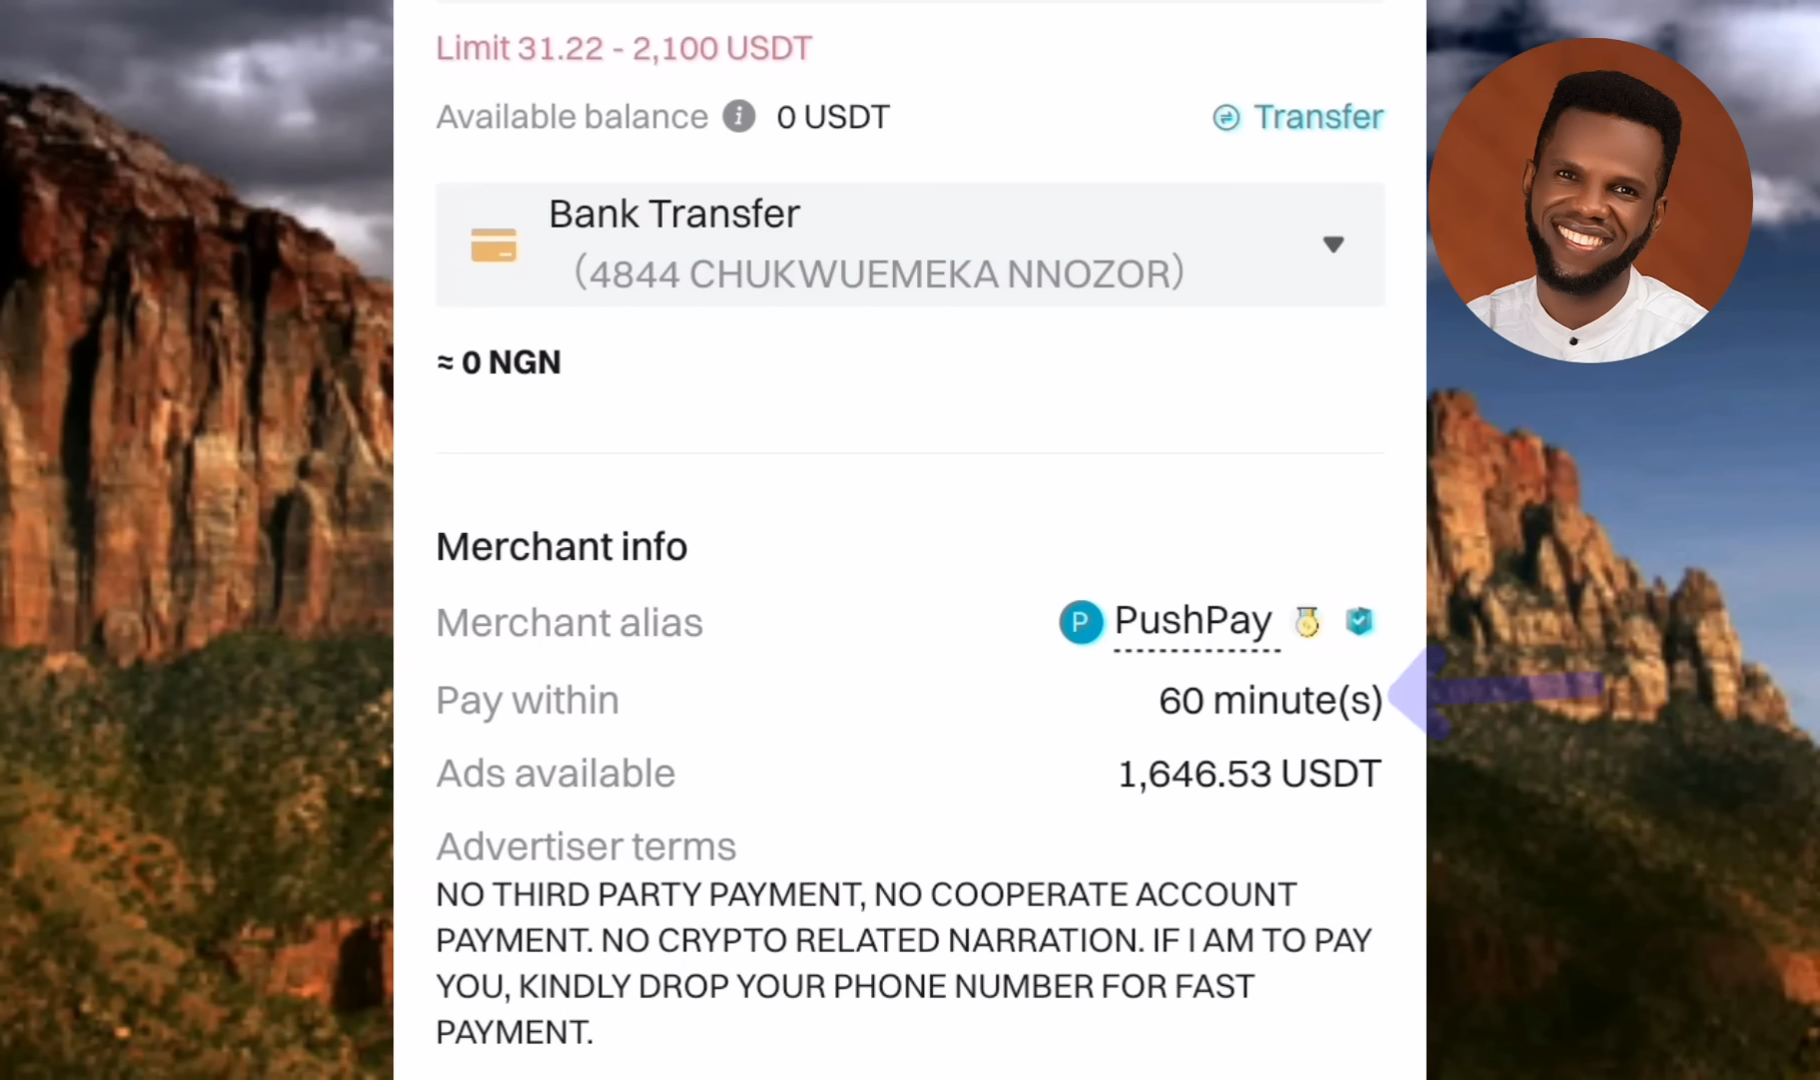 Limit 31.22 - 2,100 USDT
Available balance i 0 USDT Transfer
Bank Transfer
(4844 CHUKWUEMEKA NNOZOR)
≈ 0 NGN
Merchant info
Merchant alias P PushPay
Pay within 60 minute(s)
Ads available 1,646.53 USDT
Advertiser terms
NO THIRD PARTY PAYMENT, NO COOPERATE ACCOUNT
PAYMENT. NO CRYPTO RELATED NARRATION. IF I AM TO PAY
YOU, KINDLY DROP YOUR PHONE NUMBER FOR FAST
PAYMENT.